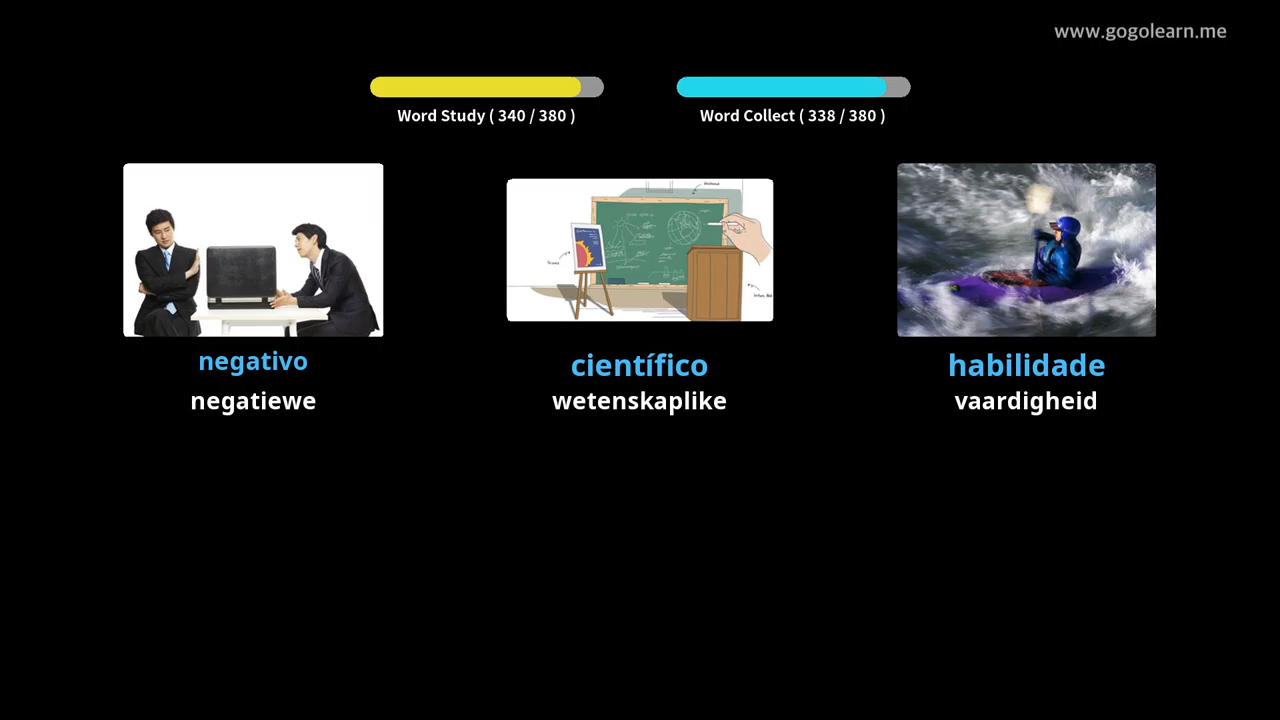 www.gogolearn.me
Word Study ( 340 / 380 )
Word Collect ( 338 / 380 )
negativo
científico
habilidade
negatiewe
wetenskaplike
vaardigheid